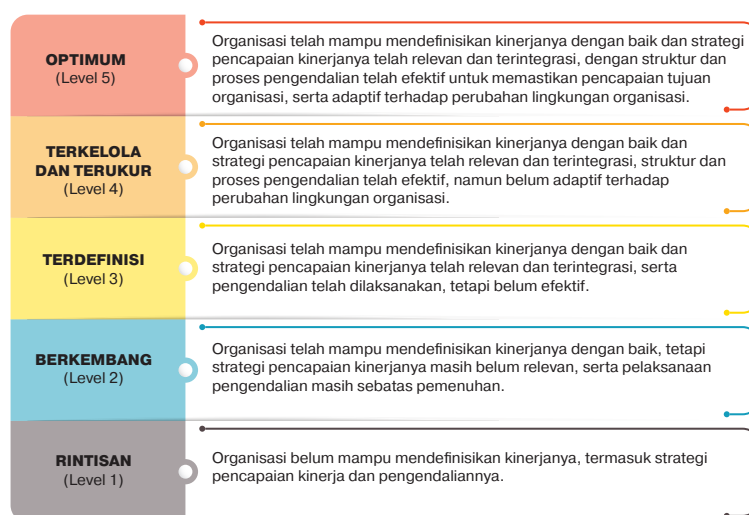 OPTIMUM
(Level 5)
Organisasi telah mampu mendefinisikan kinerjanya dengan baik dan strategi
pencapaian kinerjanya telah relevan dan terintegrasi, dengan struktur dan
proses pengendalian telah efektif untuk memastikan pencapaian tujuan
organisasi, serta adaptif terhadap perubahan lingkungan organisasi.
TERKELOLA
DAN TERUKUR
(Level 4)
Organisasi telah mampu mendefinisikan kinerjanya dengan baik dan
strategi pencapaian kinerjanya telah relevan dan terintegrasi, struktur dan
proses pengendalian telah efektif, namun belum adaptif terhadap
perubahan lingkungan organisasi.
TERDEFINISI
(Level 3)
Organisasi telah mampu mendefinisikan kinerjanya dengan baik dan
strategi pencapaian kinerjanya telah relevan dan terintegrasi, serta
pengendalian telah dilaksanakan, tetapi belum efektif.
BERKEMBANG
(Level 2)
Organisasi telah mampu mendefinisikan kinerjanya dengan baik, tetapi
strategi pencapaian kinerjanya masih belum relevan, serta pelaksanaan
pengendalian masih sebatas pemenuhan.
RINTISAN
(Level 1)
Organisasi belum mampu mendefinisikan kinerjanya, termasuk strategi
pencapaian kinerja dan pengendaliannya.